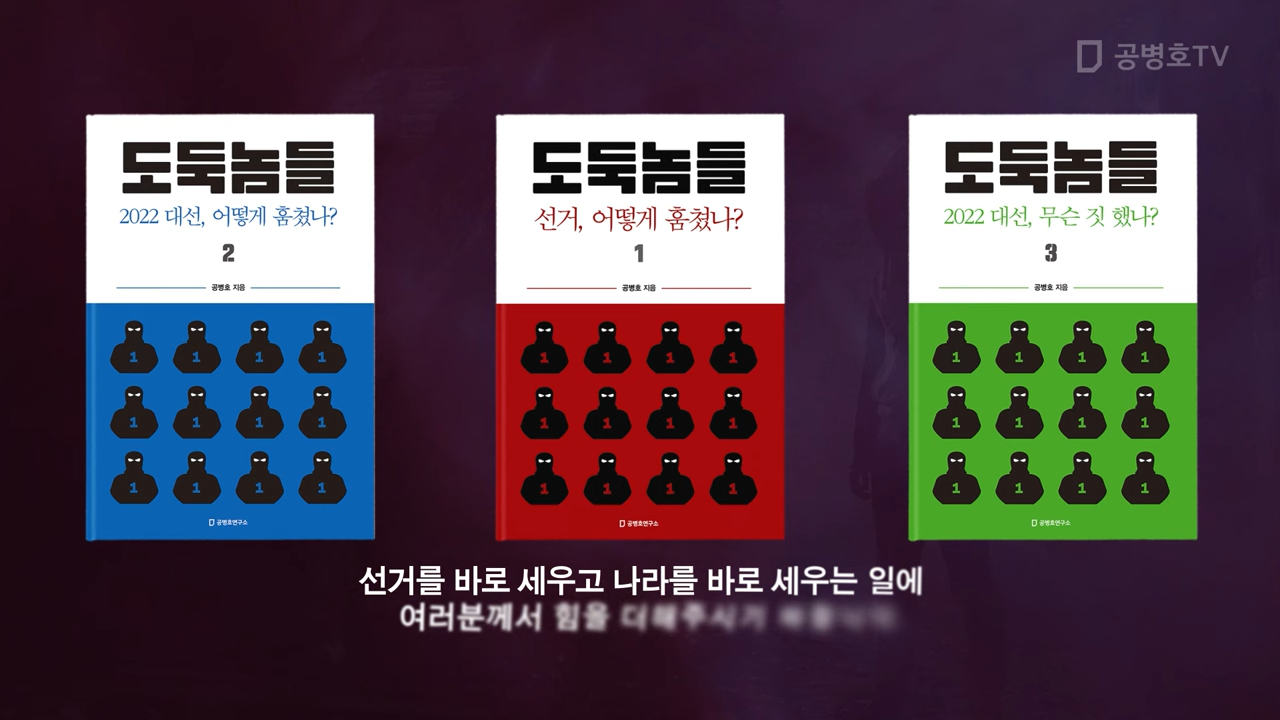 공병호TV
도둑놈들
2022 대선, 어떻게 훔쳤나?
2
공병호 지음
1 1 1 1
1 1 1 1
1 1 1 1
공병호연구소
도둑놈들
선거, 어떻게 훔쳤나?
1
공병호 지음
1 1 1 1
1 1 1 1
1 1 1 1
공병호연구소
도둑놈들
2022 대선, 무슨 짓 했나?
3
공병호 지음
1 1 1 1
1 1 1 1
1 1 1 1
공병호연구소
선거를 바로 세우고 나라를 바로 세우는 일에
여러분께서 힘을 더해주시기